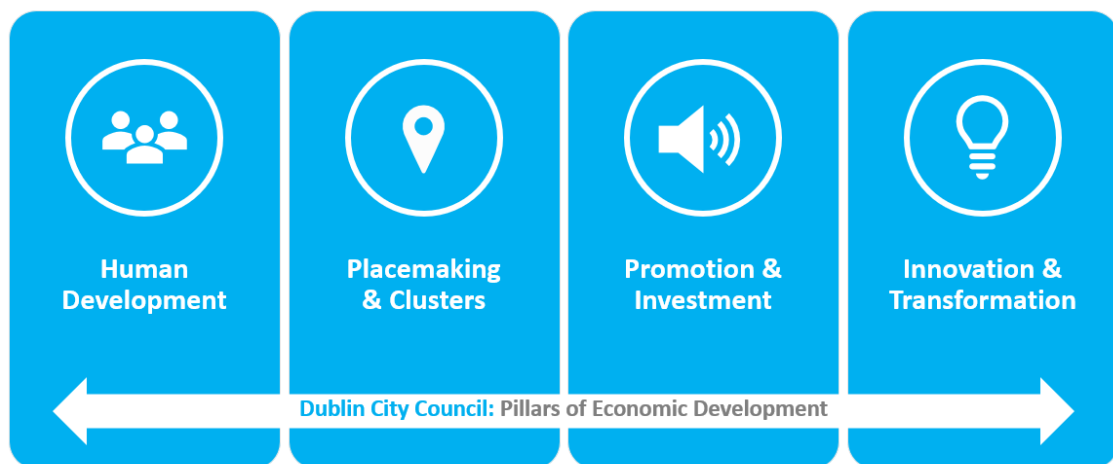 Human
Development
Placemaking
& Clusters
Promotion &
Investment
Innovation &
Transformation
Dublin City Council: Pillars of Economic Development